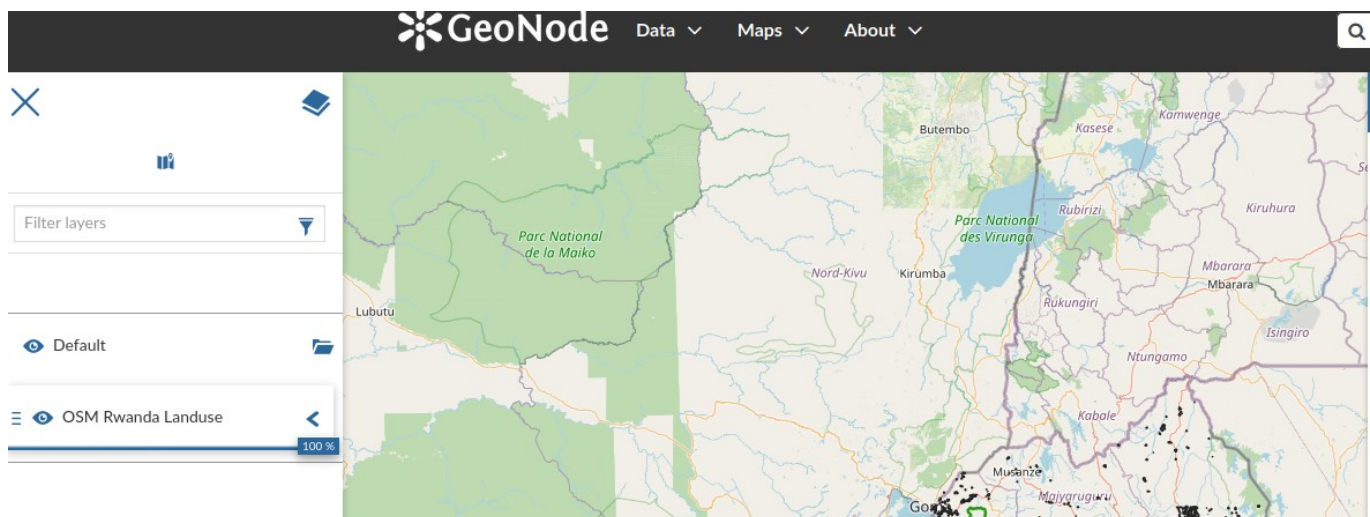 GeoNode Data Maps About
Filter layers
Default
OSM Rwanda Landuse
100 %
Butembo
Kasese
Kamwenge
Parc National
de la Maiko
Parc National
des Virunga
Rubirizi
Kiruhura
Nord-Kivu
Kirumba
Mbarara
Mbarara
Lubutu
Rukungiri
Isingiro
Ntungamo
Kabale
Musanze
Majyaruguru